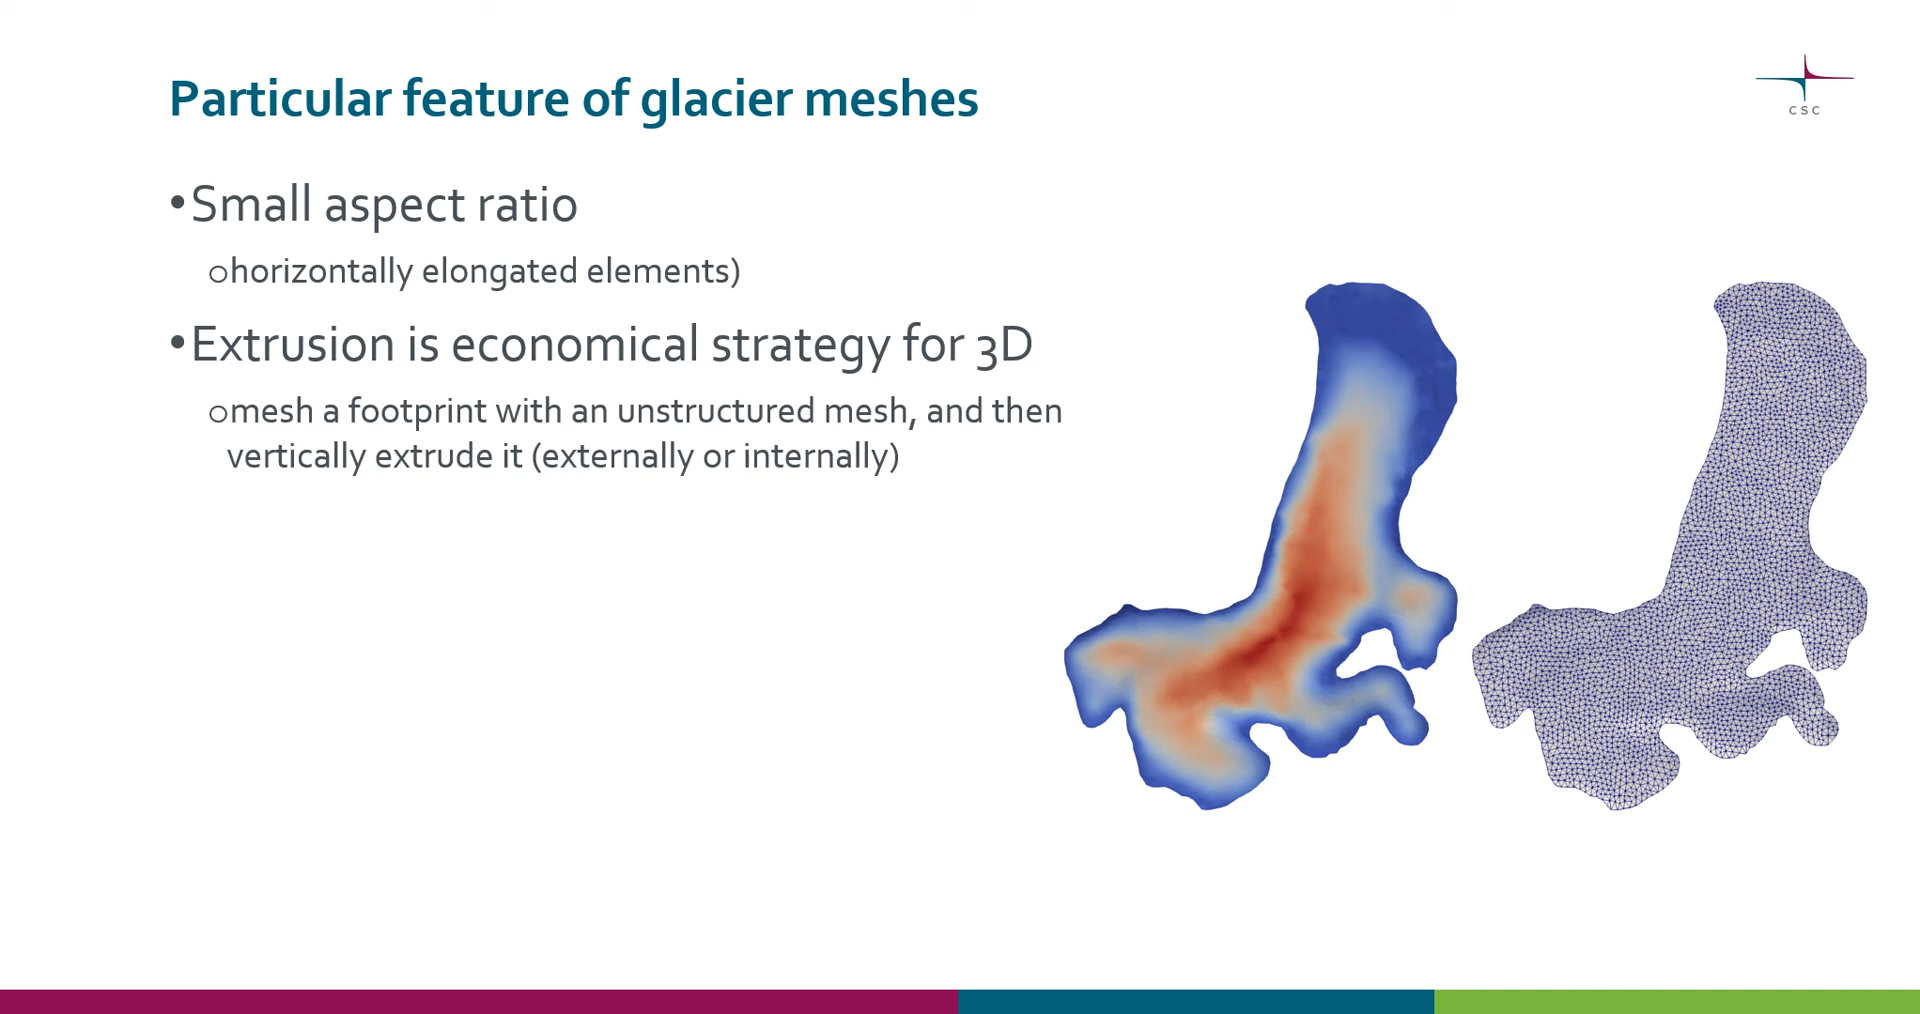 Particular feature of glacier meshes
CSC
•Small aspect ratio
ohorizontally elongated elements)
•Extrusion is economical strategy for 3D
omesh a footprint with an unstructured mesh, and then
vertically extrude it (externally or internally)